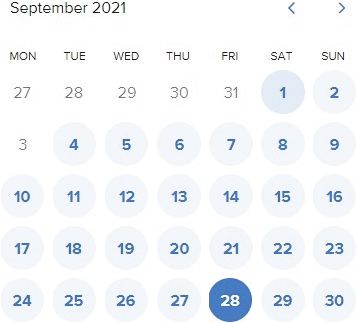 September 2021
MON TUE WED THU FRI SAT SUN
27 28 29 30 31 1 2
3 4 5 6 7 8 9
10 11 12 13 14 15 16
17 18 19 20 21 22 23
24 25 26 27 28 29 30